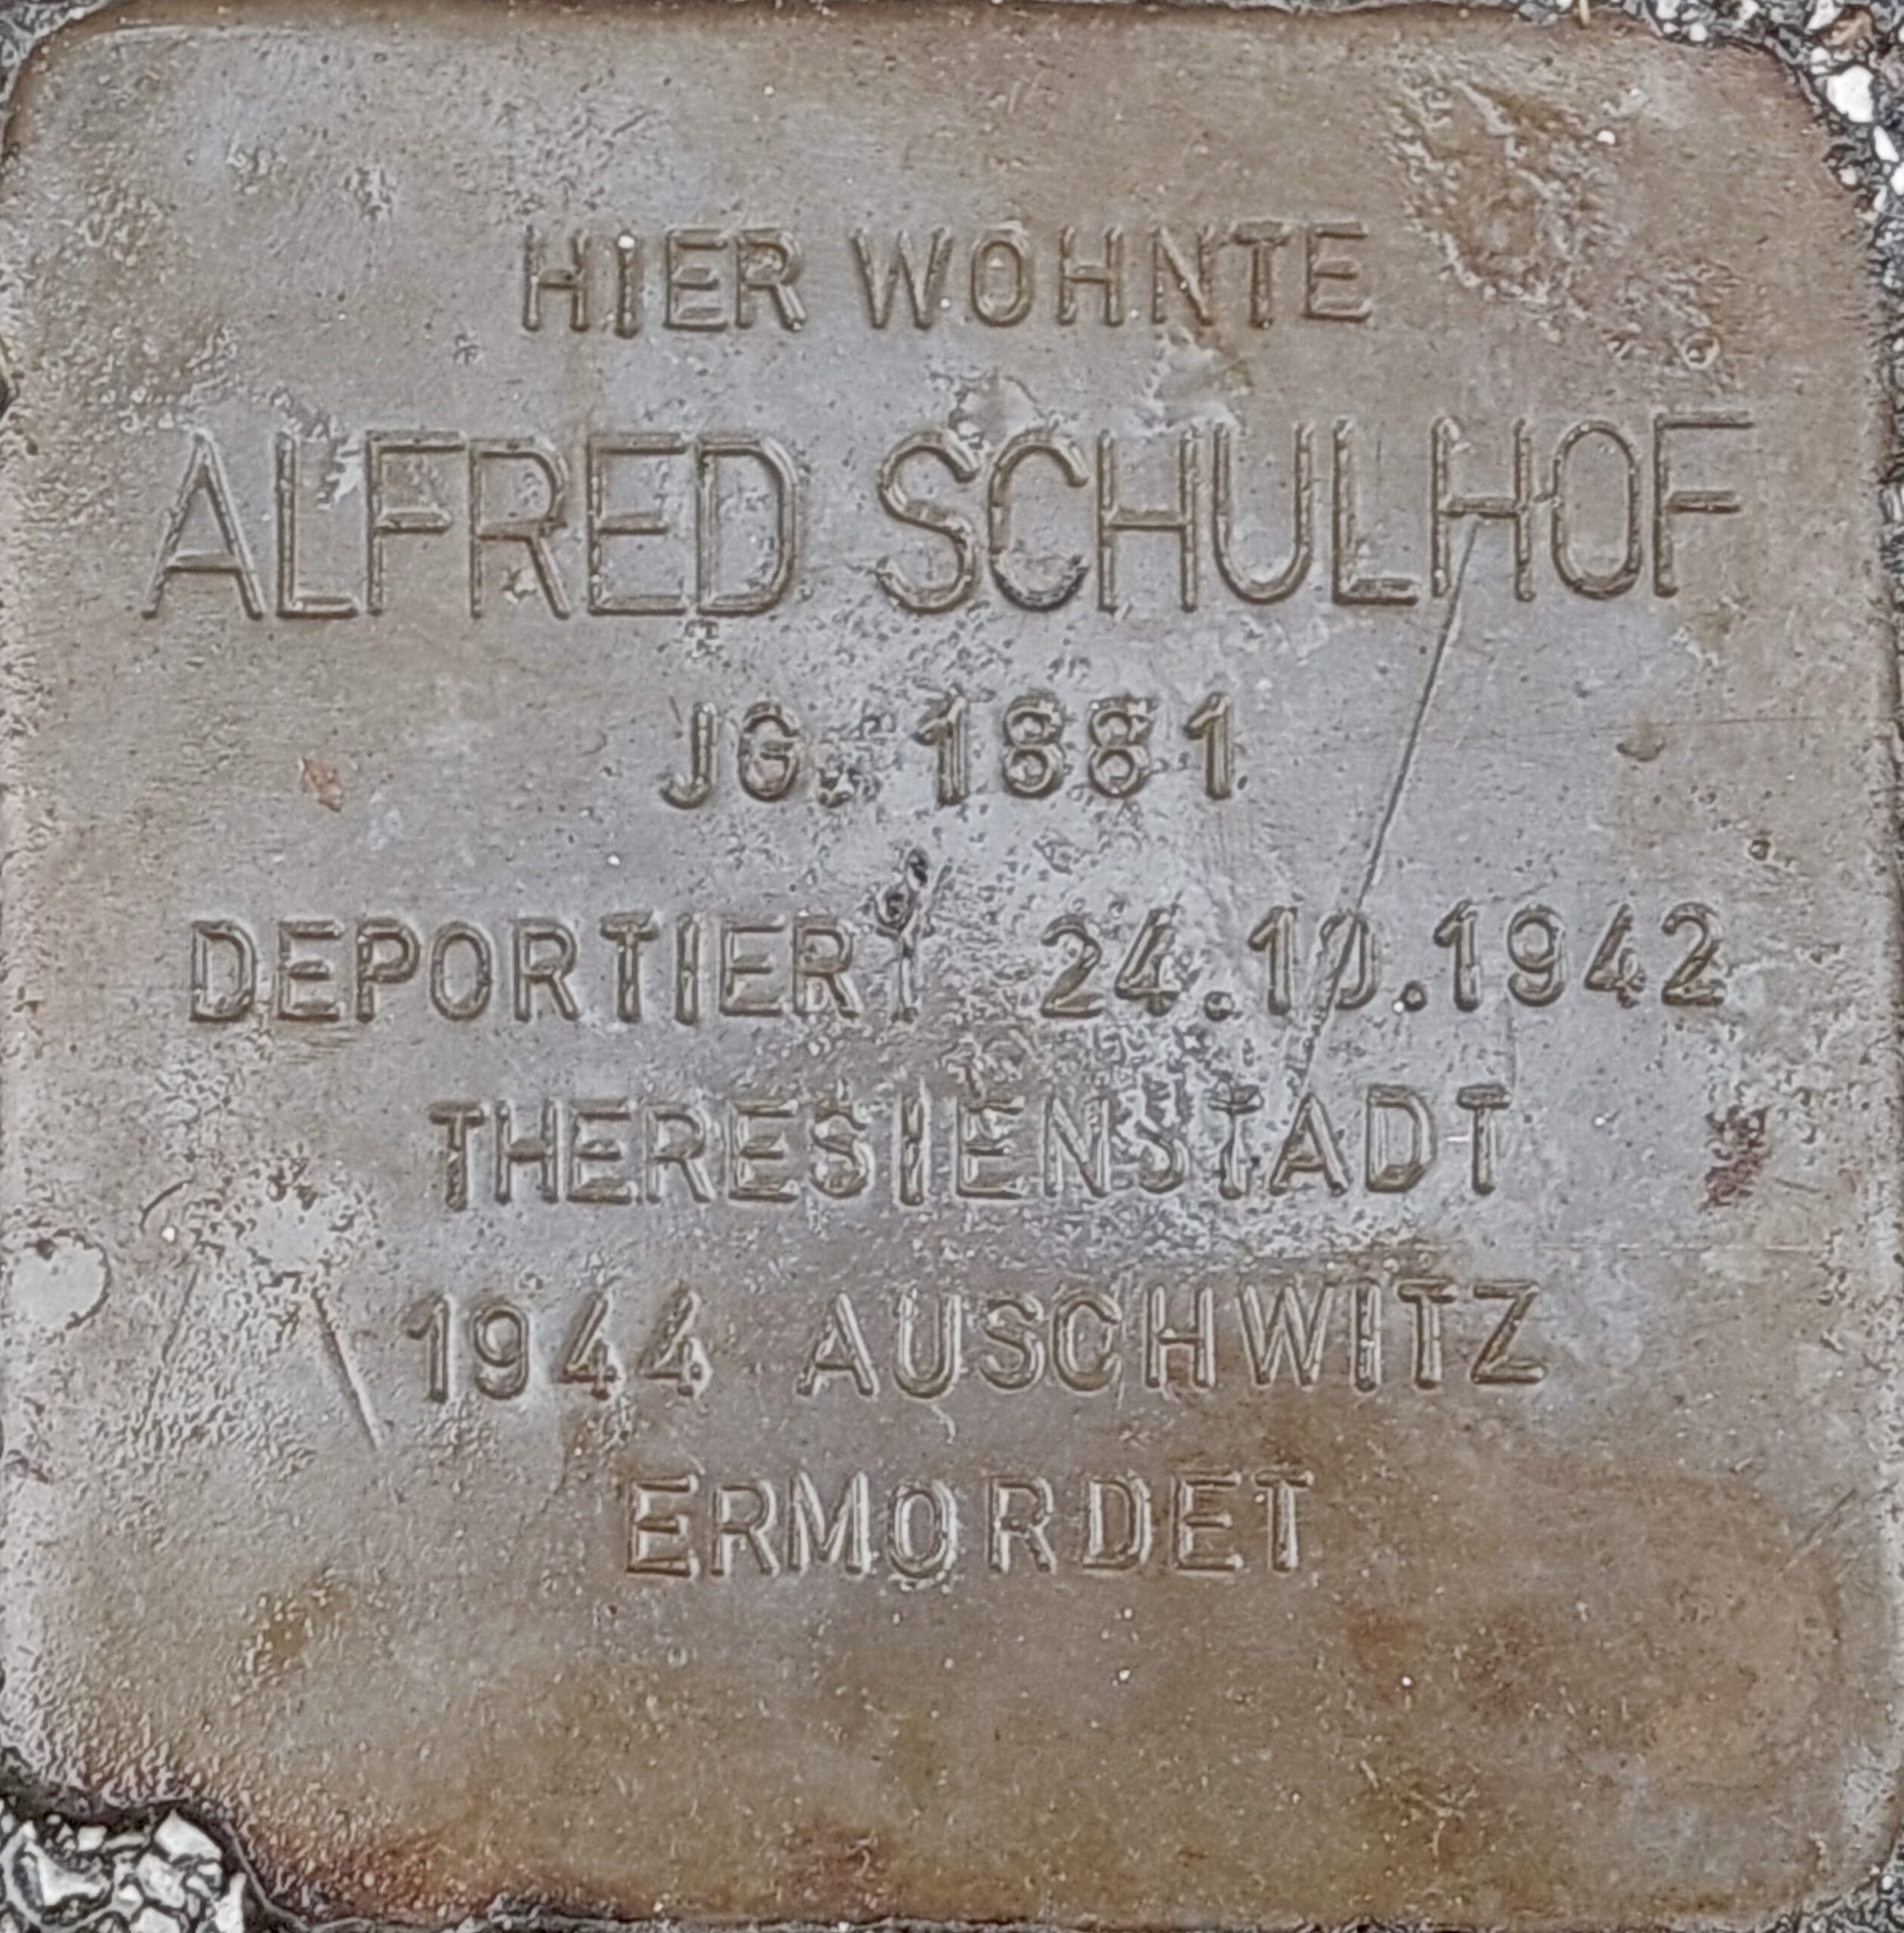 HIER WOHNTE
ALFRED SCHULHOF
JG. 1881
DEPORTIERT 24.10.1942
THERESIENSTADT
1944 AUSCHWITZ
ERMORDET